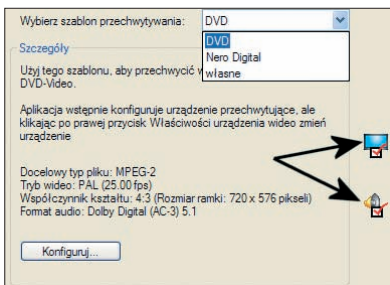 Wybierz szablon przechwytywania: DVD
DVD
Nero Digital
własne
Szczegóły
Użyj tego szablonu, aby przechwycić
DVD-Video.
Aplikacja wstępnie konfiguruje urządzenie przechwytujące, ale
klikając po prawej przycisk Właściwości urządzenia wideo zmień
urządzenie
Docelowy typ pliku: MPEG-2
Tryb wideo: PAL (25.00 fps)
Współczynnik kształtu: 4:3 (Rozmiar ramki: 720 x 576 pikseli)
Format audio: Dolby Digital (AC-3) 5.1
Konfiguruj...